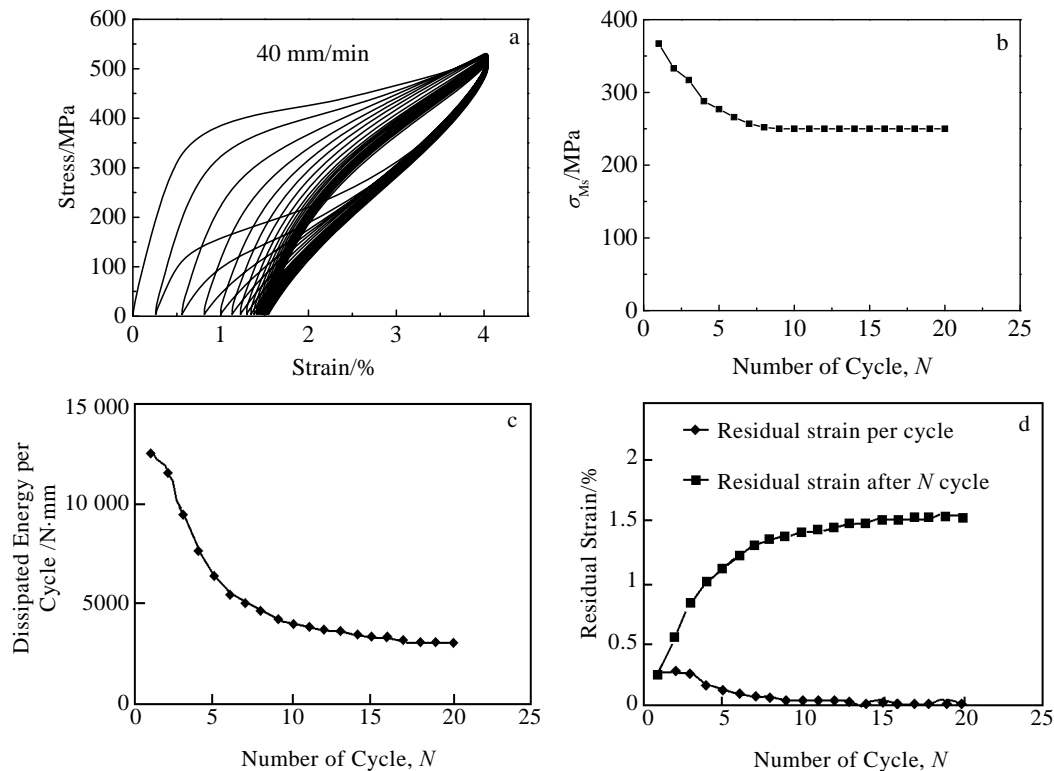 a
40 mm/min
Stress/MPa
600
500
400
300
200
100
0
0 1 2 3 4
Strain/%
b
σMs/MPa
400
300
200
100
0
0 5 10 15 20 25
Number of Cycle, N
c
Dissipated Energy per
Cycle /N·mm
15 000
10 000
5000
0
0 5 10 15 20 25
Number of Cycle, N
d
Residual strain per cycle
Residual strain after N cycle
Residual Strain/%
2
1.5
1
0.5
0
0 5 10 15 20 25
Number of Cycle, N